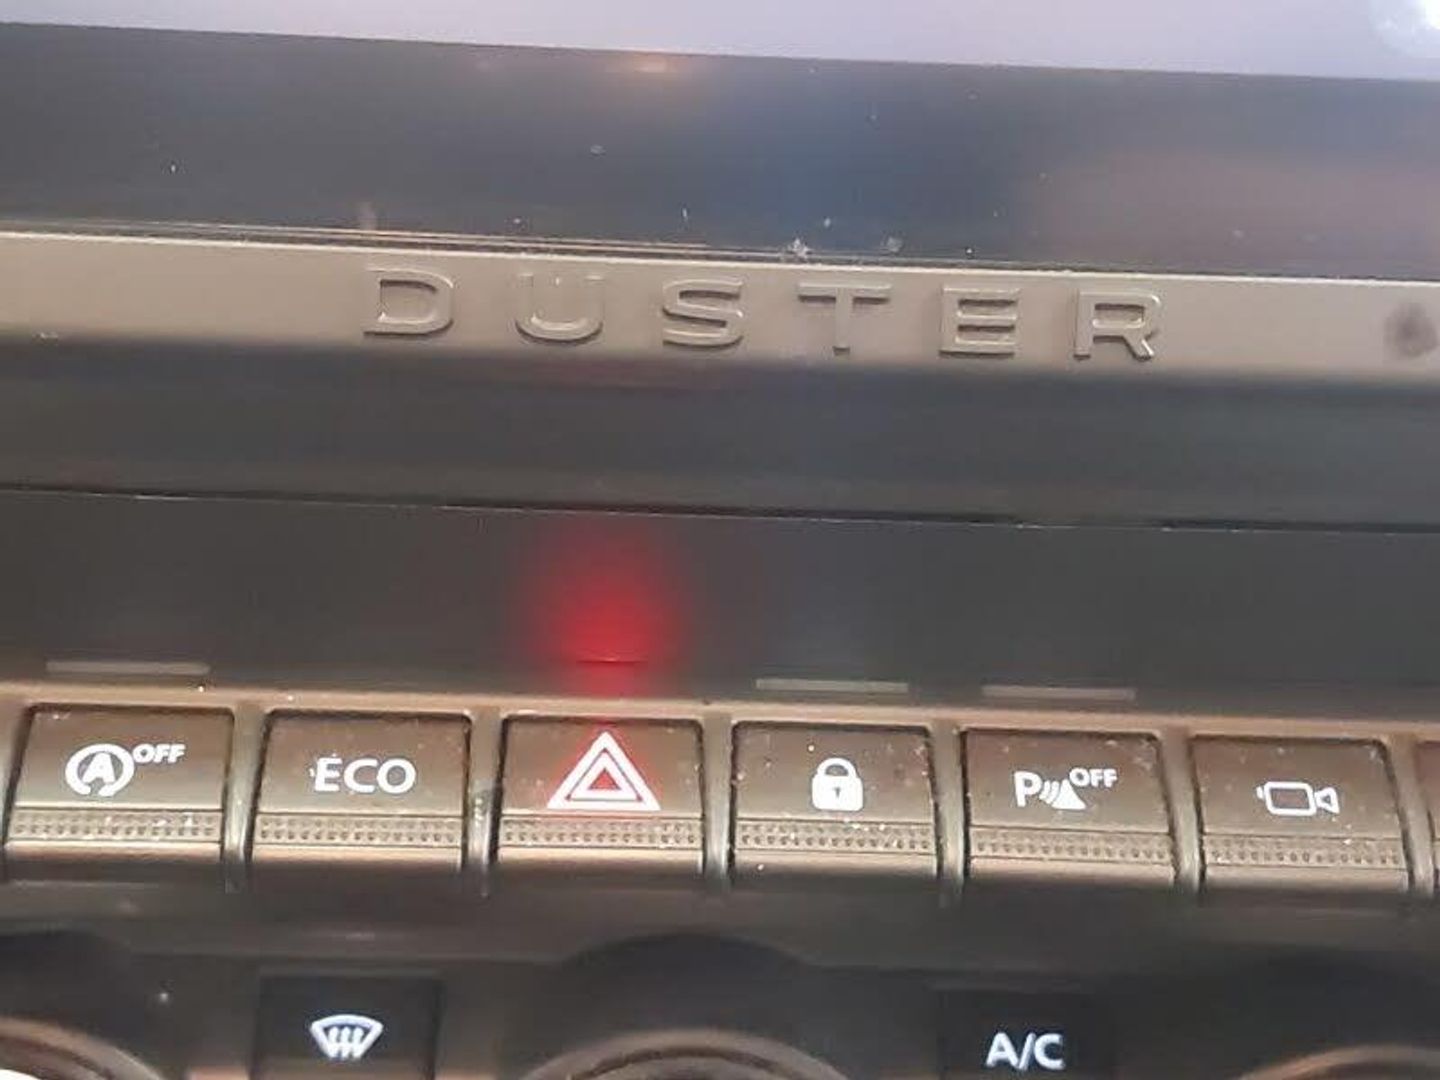 DUSTER
A OFF
ECO
P OFF
A/C